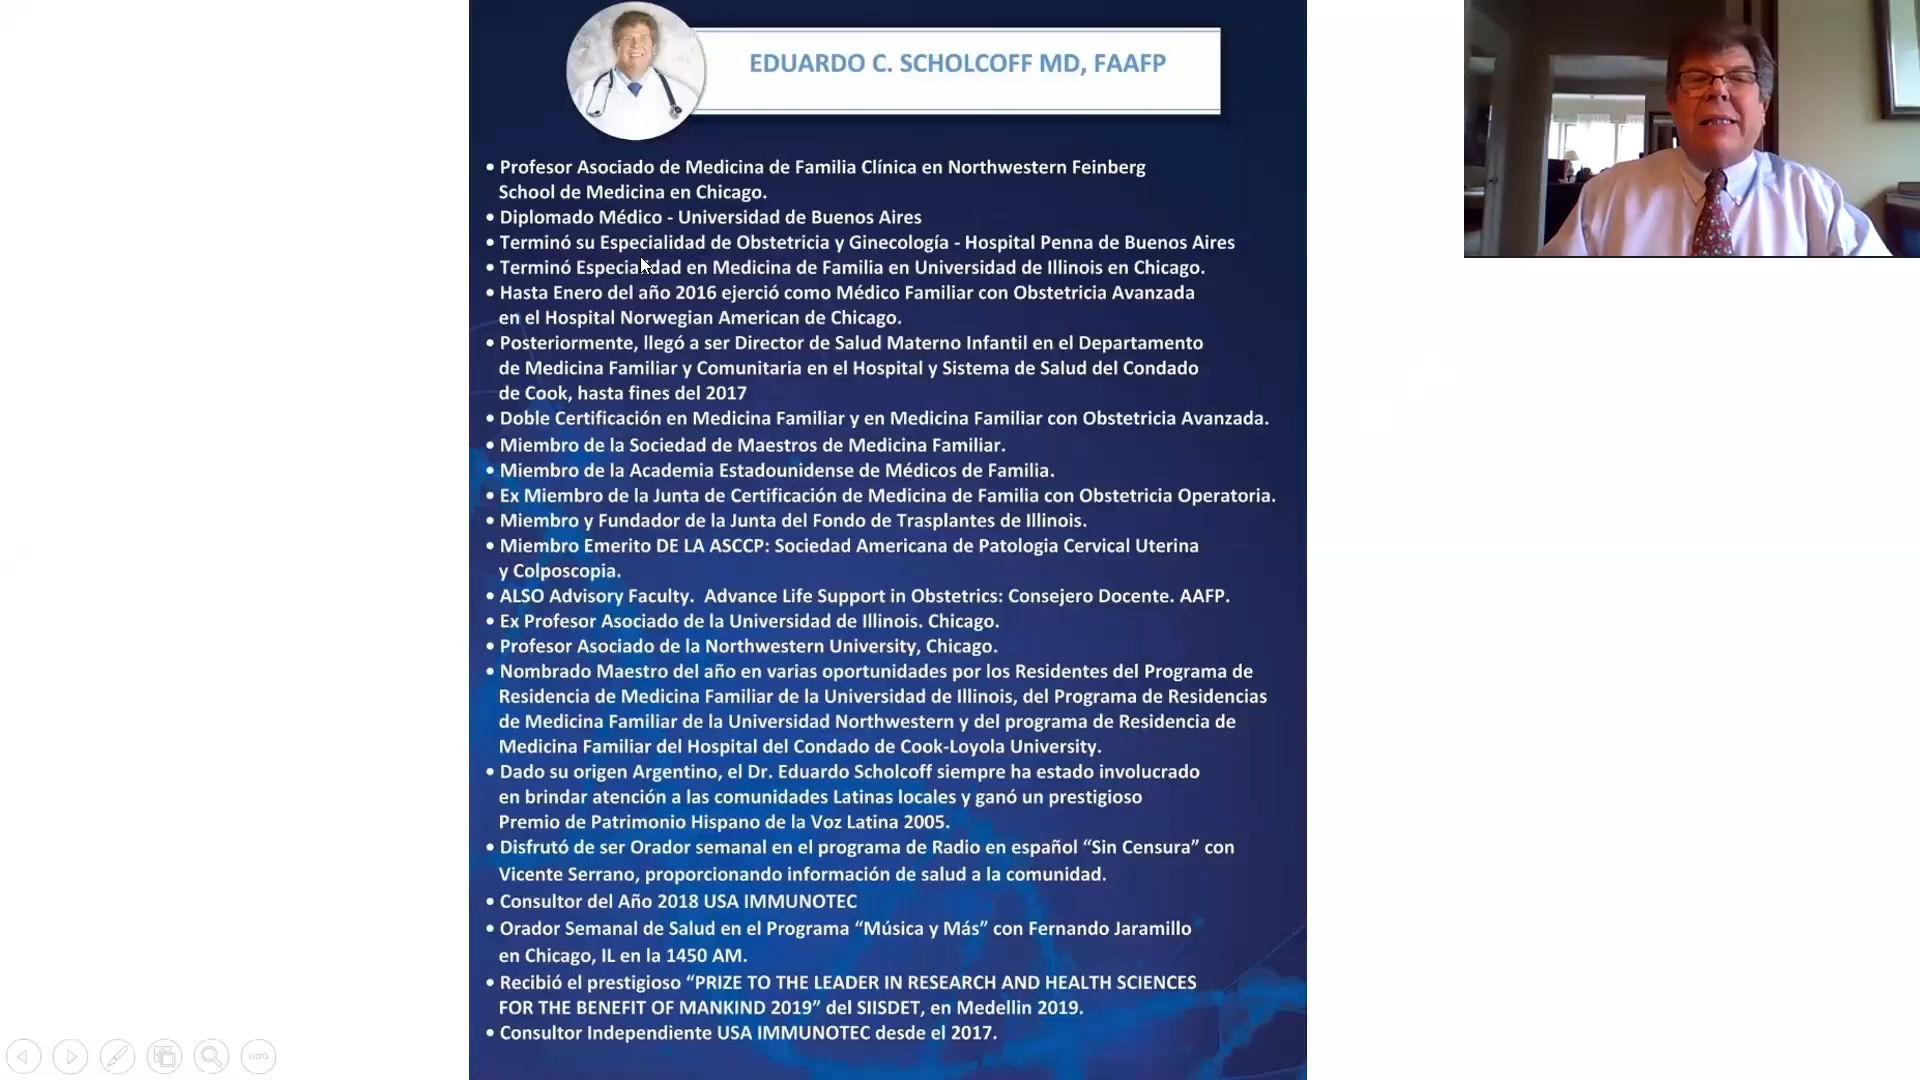 EDUARDO C. SCHOLCOFF MD, FAAFP
• Profesor Asociado de Medicina de Familia Clínica en Northwestern Feinberg
School de Medicina en Chicago.
• Diplomado Médico - Universidad de Buenos Aires
• Terminó su Especialidad de Obstetricia y Ginecología - Hospital Penna de Buenos Aires
• Terminó Especialidad en Medicina de Familia en Universidad de Illinois en Chicago.
• Hasta Enero del año 2016 ejerció como Médico Familiar con Obstetricia Avanzada
en el Hospital Norwegian American de Chicago.
• Posteriormente, llegó a ser Director de Salud Materno Infantil en el Departamento
de Medicina Familiar y Comunitaria en el Hospital y Sistema de Salud del Condado
de Cook, hasta fines del 2017
• Doble Certificación en Medicina Familiar y en Medicina Familiar con Obstetricia Avanzada.
• Miembro de la Sociedad de Maestros de Medicina Familiar.
• Miembro de la Academia Estadounidense de Médicos de Familia.
• Ex Miembro de la Junta de Certificación de Medicina de Familia con Obstetricia Operatoria.
• Miembro y Fundador de la Junta del Fondo de Trasplantes de Illinois.
• Miembro Emerito DE LA ASCCP: Sociedad Americana de Patologia Cervical Uterina
y Colposcopia.
• ALSO Advisory Faculty. Advance Life Support in Obstetrics: Consejero Docente. AAFP.
• Ex Profesor Asociado de la Universidad de Illinois. Chicago.
• Profesor Asociado de la Northwestern University, Chicago.
• Nombrado Maestro del año en varias oportunidades por los Residentes del Programa de
Residencia de Medicina Familiar de la Universidad de Illinois, del Programa de Residencias
de Medicina Familiar de la Universidad Northwestern y del programa de Residencia de
Medicina Familiar del Hospital del Condado de Cook-Loyola University.
• Dado su origen Argentino, el Dr. Eduardo Scholcoff siempre ha estado involucrado
en brindar atención a las comunidades Latinas locales y ganó un prestigioso
Premio de Patrimonio Hispano de la Voz Latina 2005.
• Disfrutó de ser Orador semanal en el programa de Radio en español “Sin Censura” con
Vicente Serrano, proporcionando información de salud a la comunidad.
• Consultor del Año 2018 USA IMMUNOTEC
• Orador Semanal de Salud en el Programa “Música y Más” con Fernando Jaramillo
en Chicago, IL en la 1450 AM.
• Recibió el prestigioso “PRIZE TO THE LEADER IN RESEARCH AND HEALTH SCIENCES
FOR THE BENEFIT OF MANKIND 2019” del SIISDET, en Medellin 2019.
• Consultor Independiente USA IMMUNOTEC desde el 2017.